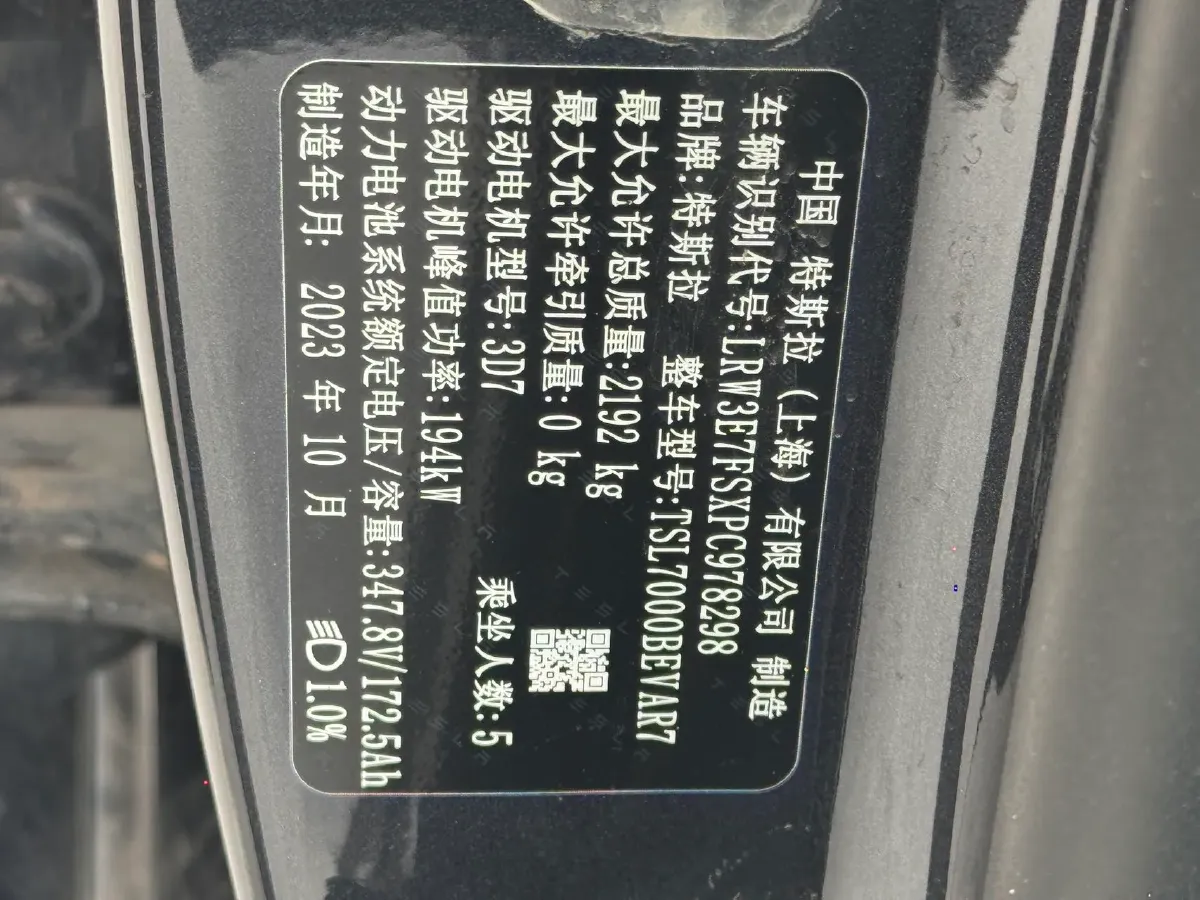 中国 特斯拉（上海）有限公司 制造
车辆识别代号:LRW3E7FSXPC978298
品牌:特斯拉 整车型号:TSL7000BEVAR7
最大允许总质量:2192 kg
最大允许牵引质量:0 kg
驱动电机型号:3D7 乘坐人数:5
驱动电机峰值功率:194kW
动力电池系统额定电压/容量:347.8V/172.5Ah
制造年月: 2023 年 10 月 1.0%